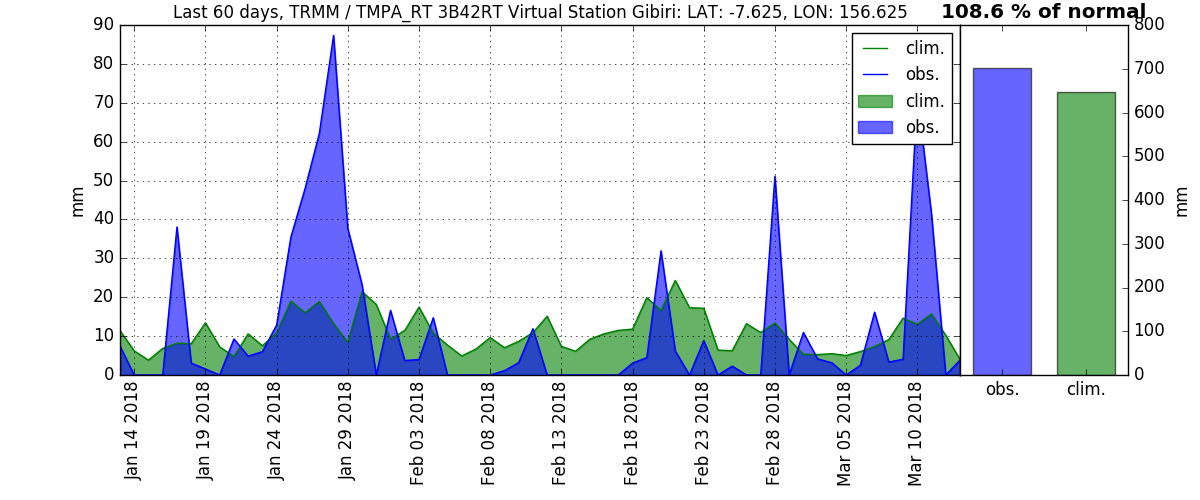 Last 60 days, TRMM / TMPA_RT 3B42RT Virtual Station Gibiri: LAT: -7.625, LON: 156.625
108.6 % of normal
90
80
70
60
50
40
30
20
10
0
mm
clim.
obs.
clim.
obs.
Jan 14 2018
Jan 19 2018
Jan 24 2018
Jan 29 2018
Feb 03 2018
Feb 08 2018
Feb 13 2018
Feb 18 2018
Feb 23 2018
Feb 28 2018
Mar 05 2018
Mar 10 2018
800
700
600
500
400
300
200
100
0
mm
obs.
clim.